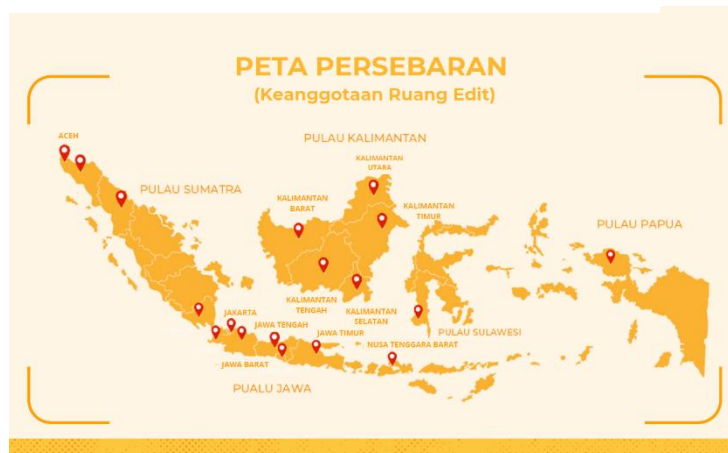 PETA PERSEBARAN
(Keanggotaan Ruang Edit)
ACEH
PULAU KALIMANTAN
KALIMANTAN
UTARA
PULAU SUMATRA
KALIMANTAN
BARAT
KALIMANTAN
TIMUR
PULAU PAPUA
KALIMANTAN
TENGAH
KALIMANTAN
SELATAN
JAKARTA
JAWA TENGAH
JAWA TIMUR
PULAU SULAWESI
NUSA TENGGARA BARAT
JAWA BARAT
PUALU JAWA